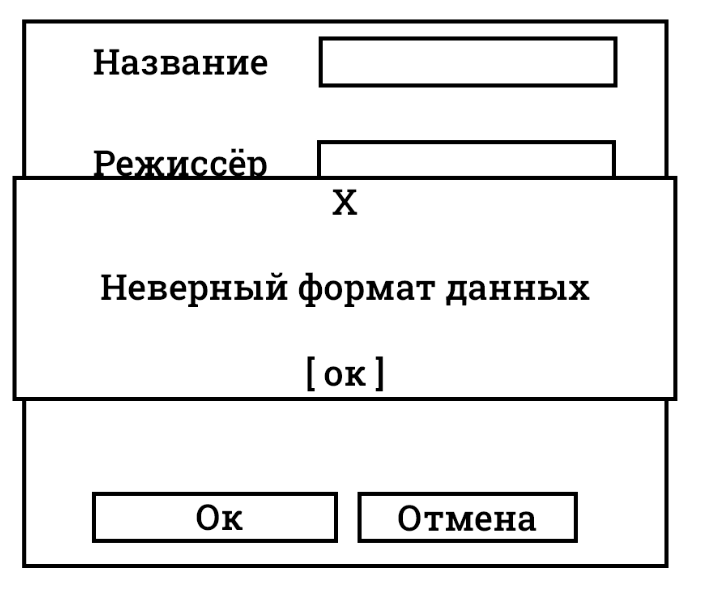 Название
Режиссёр
X
Неверный формат данных
[ ок ]
Ок
Отмена